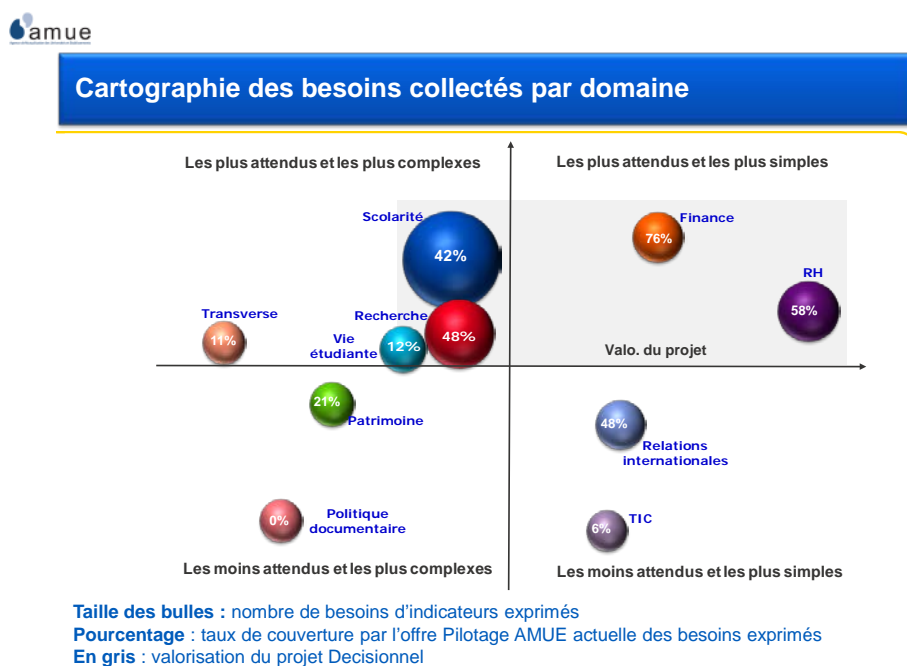 amue
Cartographie des besoins collectés par domaine
Les plus attendus et les plus complexes
Les plus attendus et les plus simples
Scolarité
42%
Finance
76%
RH
58%
Transverse
11%
Recherche
48%
Vie
étudiante
12%
Valo. du projet
21%
Patrimoine
48%
Relations
internationales
Politique
documentaire
0%
TIC
6%
Les moins attendus et les plus complexes
Les moins attendus et les plus simples
Taille des bulles : nombre de besoins d'indicateurs exprimés
Pourcentage : taux de couverture par l'offre Pilotage AMUE actuelle des besoins exprimés
En gris : valorisation du projet Decisionnel